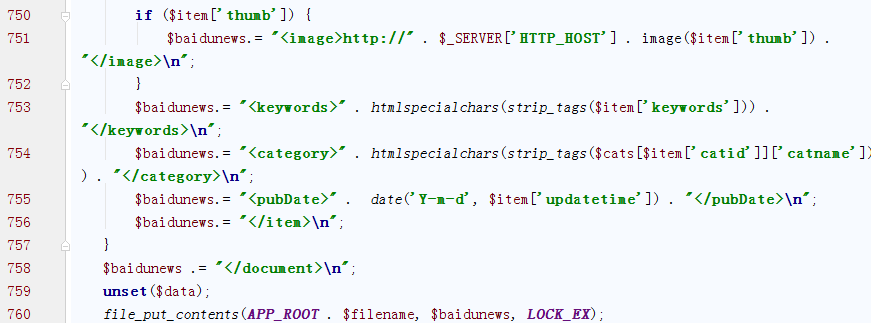 750 if ($item['thumb']) {
751 $baidunews.= "<image>http://" . $_SERVER['HTTP_HOST'] . image($item['thumb']) .
"</image>\n";
752 }
753 $baidunews.= "<keywords>" . htmlspecialchars(strip_tags($item['keywords'])) .
"</keywords>\n";
754 $baidunews.= "<category>" . htmlspecialchars(strip_tags($cats[$item['catid']]['catname'])
) . "</category>\n";
755 $baidunews.= "<pubDate>" .  date('Y-m-d', $item['updatetime']) . "</pubDate>\n";
756 $baidunews.= "</item>\n";
757 }
758 $baidunews .= "</document>\n";
759 unset($data);
760 file_put_contents(APP_ROOT . $filename, $baidunews, LOCK_EX);